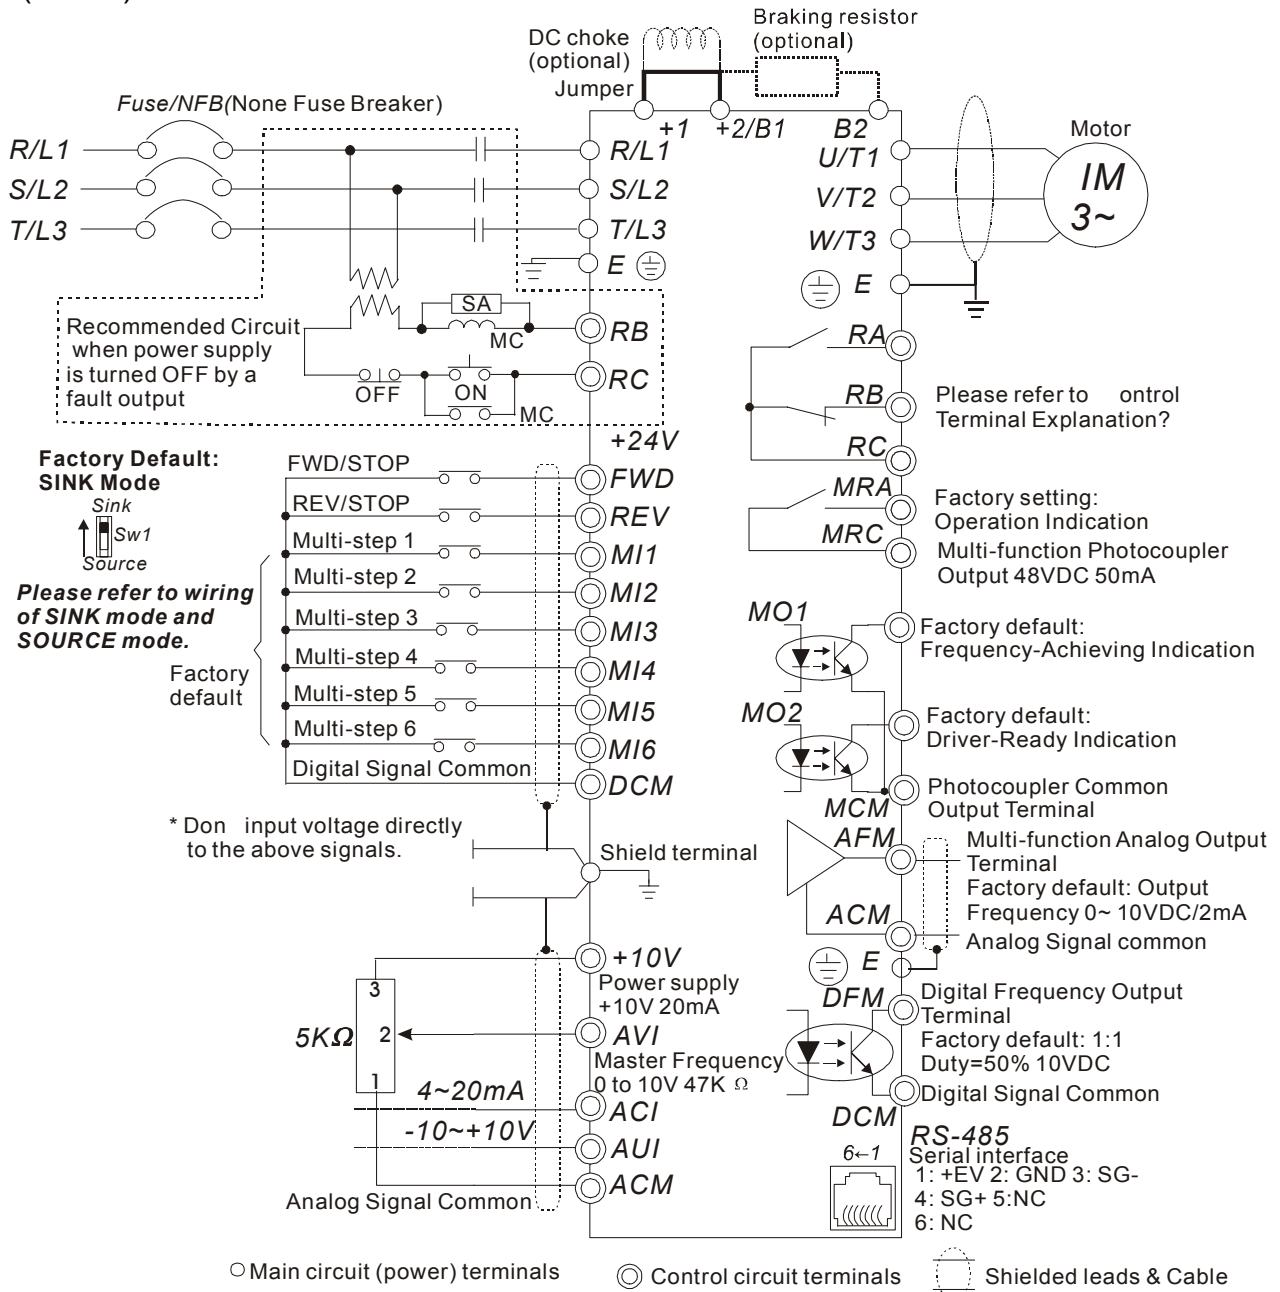 Braking resistor
(optional)
DC choke
(optional)
Jumper
Fuse/NFB(None Fuse Breaker)
+1
+2/B1
B2
R/L1
S/L2
T/L3
R/L1
S/L2
T/L3
E
U/T1
V/T2
W/T3
E
Motor
IM
3~
SA
MC
RB
RC
Recommended Circuit
when power supply
is turned OFF by a
fault output
OFF
ON
MC
RA
RB
RC
Please refer to ontrol
Terminal Explanation?
+24V
Factory Default:
SINK Mode
Sink
Sw1
Source
Please refer to wiring
of SINK mode and
SOURCE mode.
Factory
default
FWD/STOP
REV/STOP
Multi-step 1
Multi-step 2
Multi-step 3
Multi-step 4
Multi-step 5
Multi-step 6
Digital Signal Common
FWD
REV
MI1
MI2
MI3
MI4
MI5
MI6
DCM
MRA
MRC
Factory setting:
Operation Indication
Multi-function Photocoupler
Output 48VDC 50mA
MO1
Factory default:
Frequency-Achieving Indication
MO2
Factory default:
Driver-Ready Indication
MCM
Photocoupler Common
Output Terminal
* Don input voltage directly
to the above signals.
Shield terminal
AFM
Multi-function Analog Output
Terminal
Factory default: Output
Frequency 0~ 10VDC/2mA
ACM
Analog Signal common
E
+10V
Power supply
+10V 20mA
3
2
1
5KΩ
AVI
Master Frequency
0 to 10V 47K Ω
4~20mA
ACI
-10~+10V
AUI
ACM
Analog Signal Common
DFM
Digital Frequency Output
Terminal
Factory default: 1:1
Duty=50% 10VDC
Digital Signal Common
DCM
RS-485
Serial interface
6←1
1: +EV 2: GND 3: SG-
4: SG+ 5:NC
6: NC
Main circuit (power) terminals
Control circuit terminals
Shielded leads & Cable